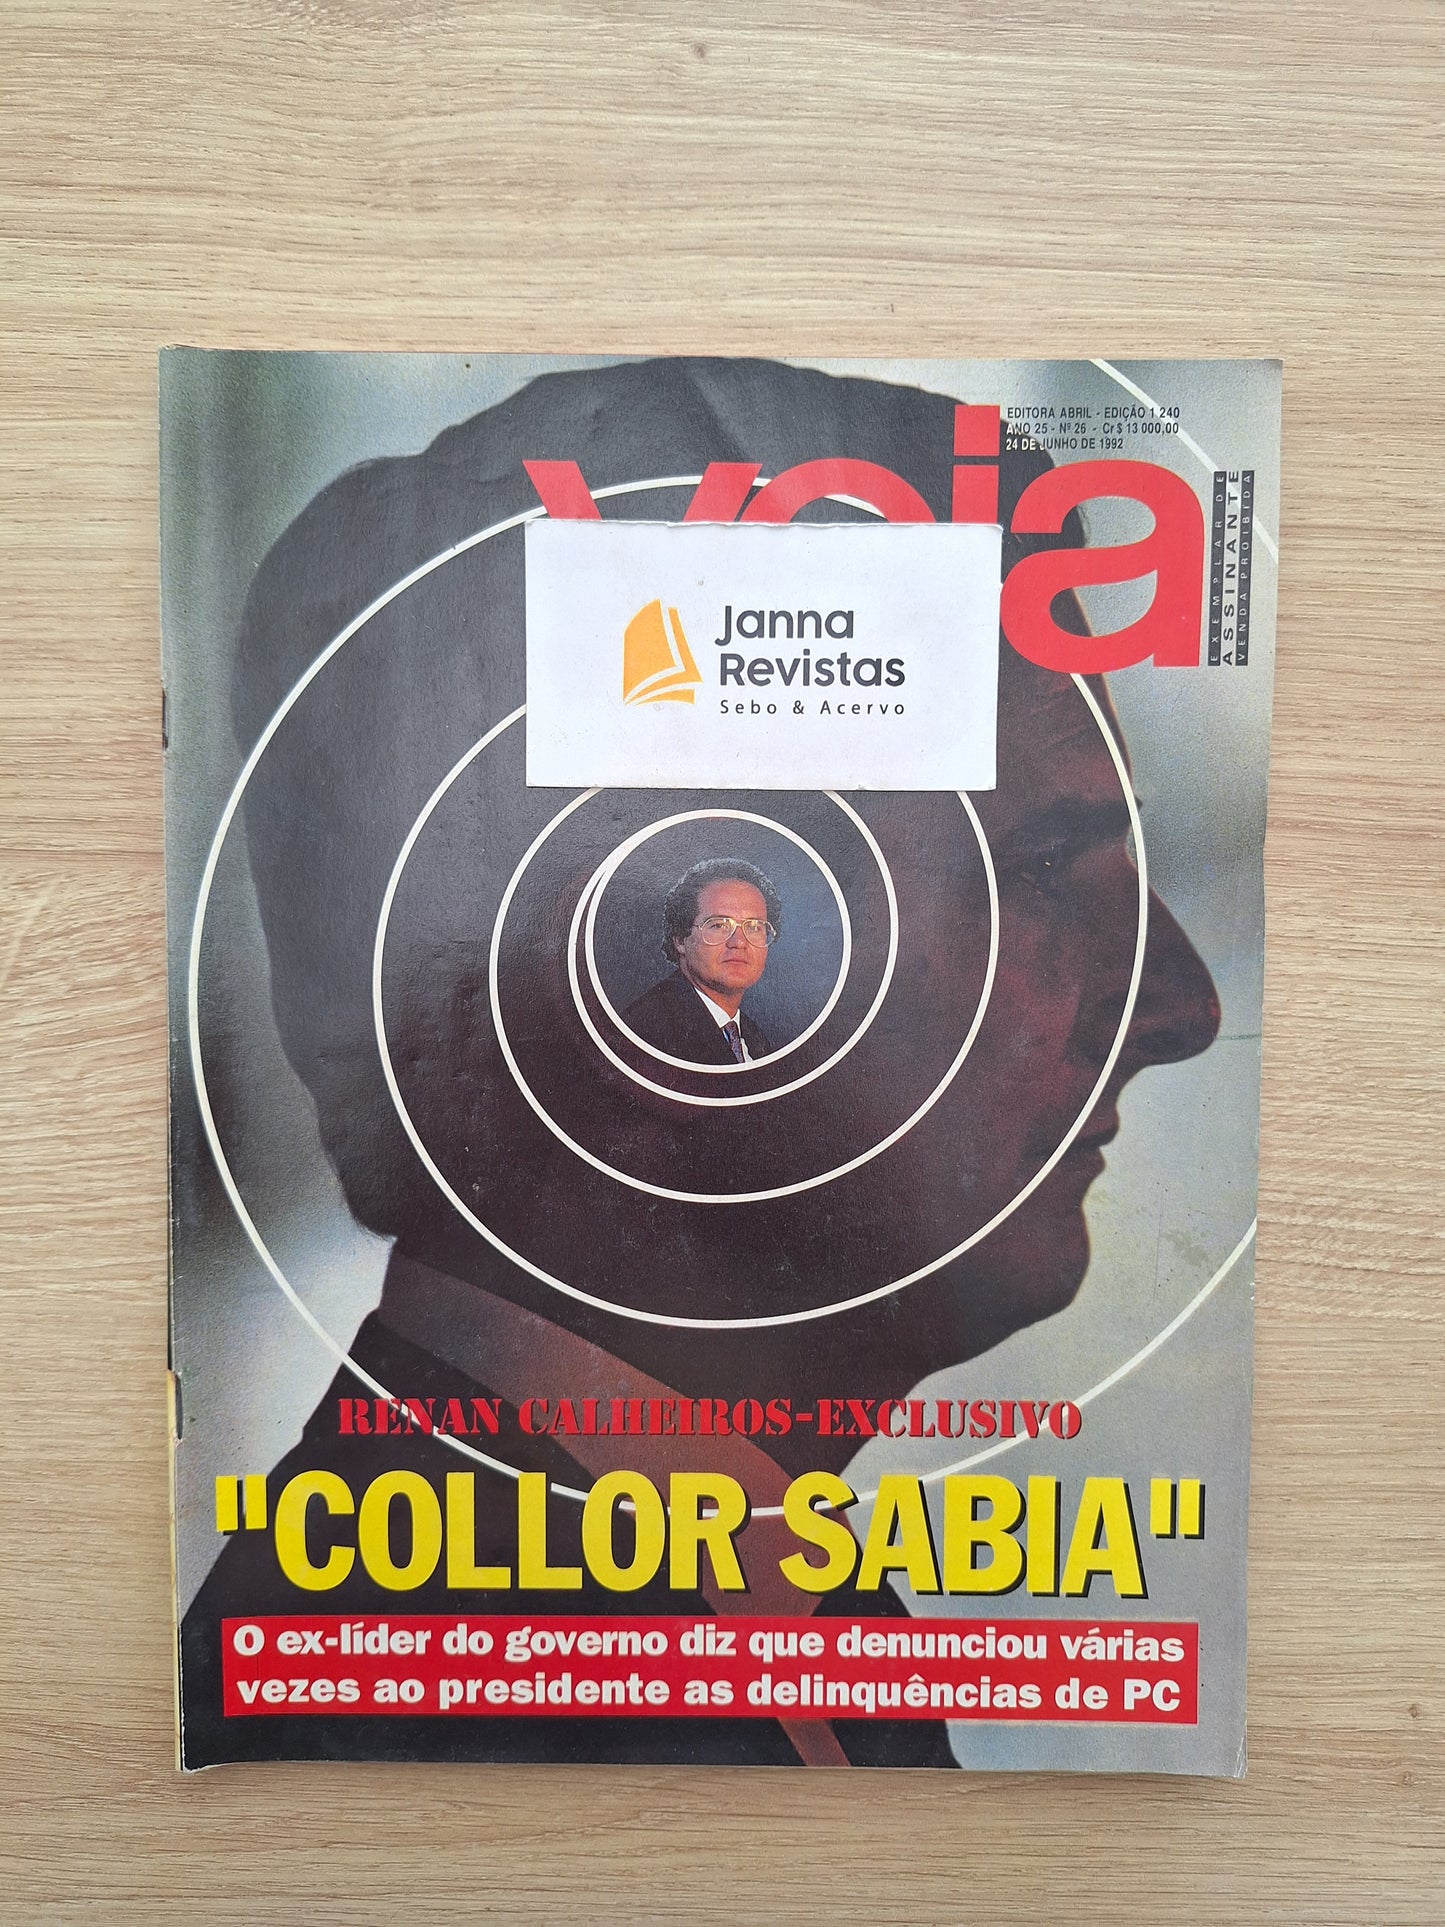 EDITORA ABRIL - EDIÇÃO 1 240
ANO 25 - Nº 26 - Cr$ 13 000,00
24 DE JUNHO DE 1992
veja
EXEMPLAR DE
ASSINANTE
VENDA PROIBIDA
Janna
Revistas
Sebo & Acervo
RENAN CALHEIROS-EXCLUSIVO
"COLLOR SABIA"
O ex-líder do governo diz que denunciou várias
vezes ao presidente as delinquências de PC